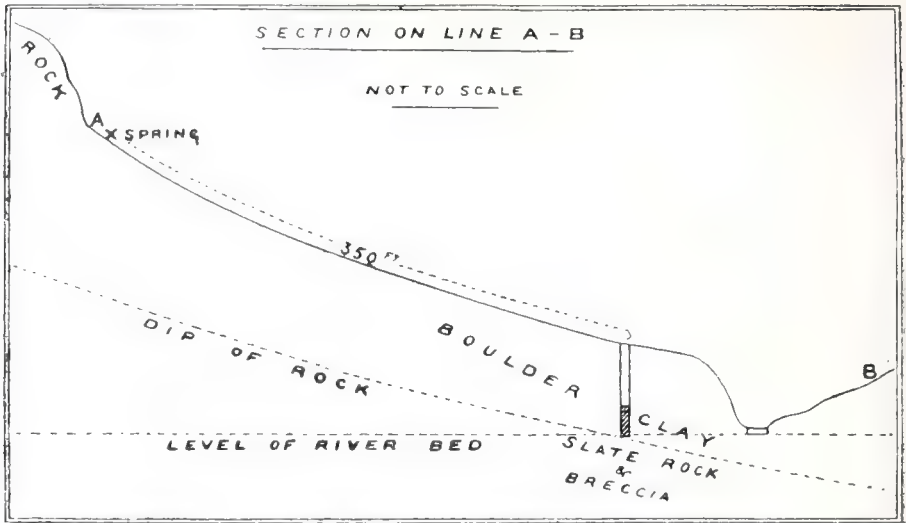 SECTION ON LINE A-B
NOT TO SCALE
ROCK
A
SPRING
350 FT
DIP OF ROCK
BOULDER
CLAY
B
LEVEL OF RIVER BED
SLATE ROCK
&
BRECCIA